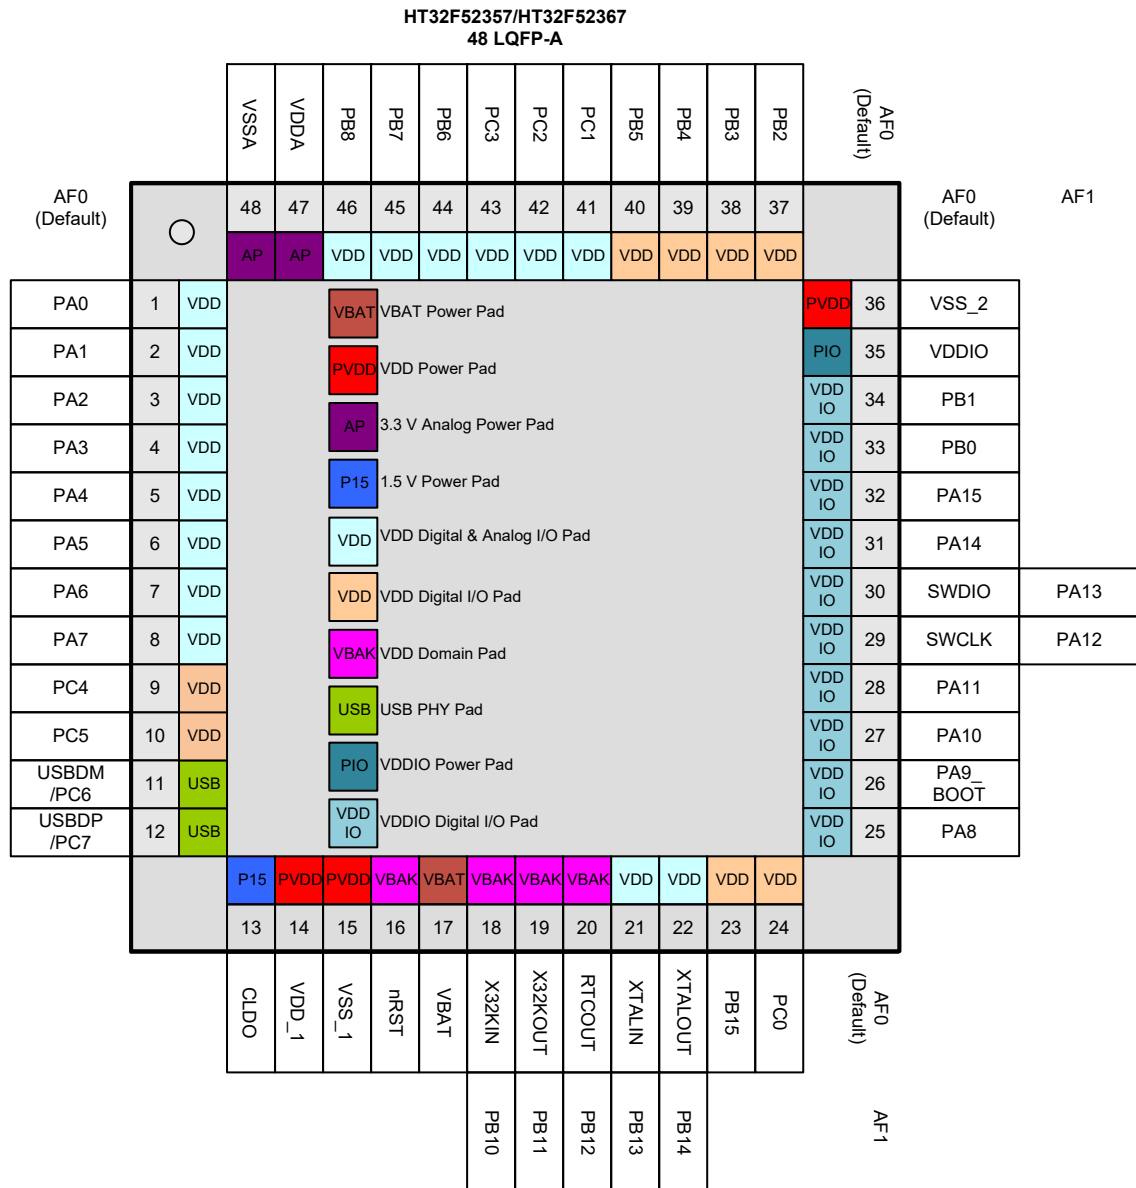 HT32F52357/HT32F52367
48 LQFP-A
VSSA VDDA PB8 PB7 PB6 PC3 PC2 PC1 PB5 PB4 PB3 PB2
AF0
(Default)
AF0
(Default)
AF0
(Default)
AF1
48 47 46 45 44 43 42 41 40 39 38 37
AP AP VDD VDD VDD VDD VDD VDD VDD VDD VDD VDD
PA0 1 VDD
PA1 2 VDD
PA2 3 VDD
PA3 4 VDD
PA4 5 VDD
PA5 6 VDD
PA6 7 VDD
PA7 8 VDD
PC4 9 VDD
PC5 10 VDD
USBDM
/PC6
11 USB
USBDP
/PC7
12 USB
VBAT VBAT Power Pad
PVDD VDD Power Pad
AP 3.3 V Analog Power Pad
P15 1.5 V Power Pad
VDD VDD Digital & Analog I/O Pad
VDD VDD Digital I/O Pad
VBAK VDD Domain Pad
USB USB PHY Pad
PIO VDDIO Power Pad
VDD
IO
VDDIO Digital I/O Pad
PVDD 36 VSS_2
PIO 35 VDDIO
VDD
IO
34 PB1
VDD
IO
33 PB0
VDD
IO
32 PA15
VDD
IO
31 PA14
VDD
IO
30 SWDIO PA13
VDD
IO
29 SWCLK PA12
VDD
IO
28 PA11
VDD
IO
27 PA10
VDD
IO
26 PA9_
BOOT
VDD
IO
25 PA8
P15 PVDD PVDD VBAK VBAT VBAK VBAK VBAK VDD VDD VDD VDD
13 14 15 16 17 18 19 20 21 22 23 24
CLDO VDD_1 VSS_1 nRST VBAT X32KIN X32KOUT RTCOUT XTALIN XTALOUT PB15 PC0
AF0
(Default)
PB10 PB11 PB12 PB13 PB14
AF1